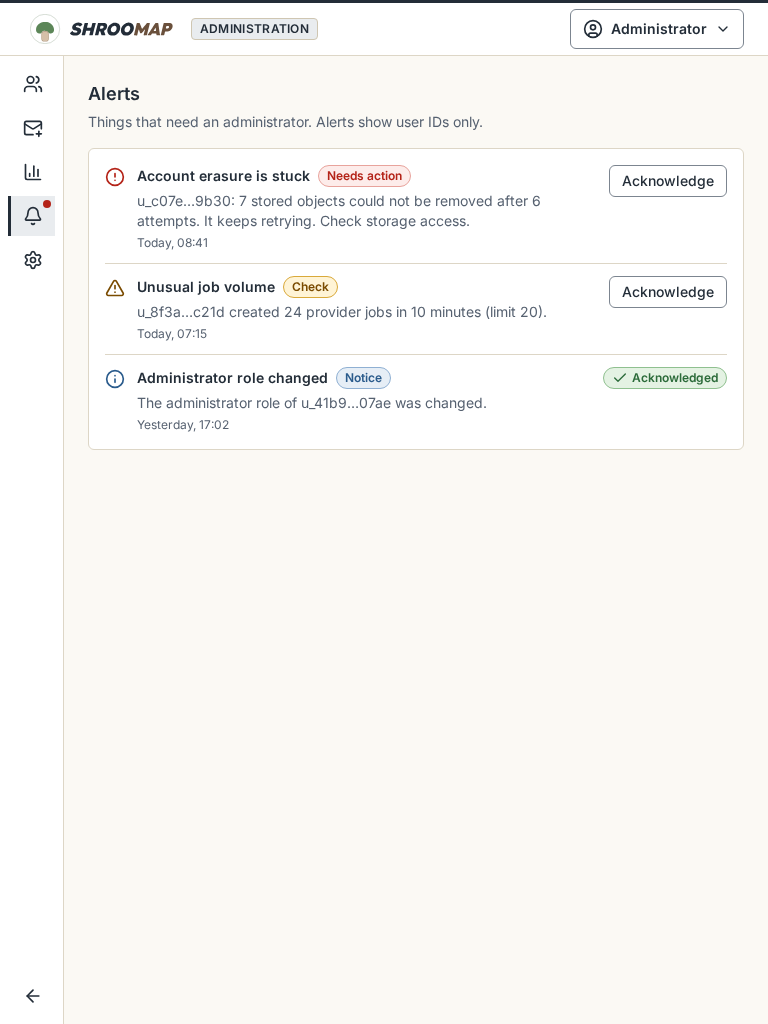 SHROOMAP
ADMINISTRATION
Administrator
Alerts
Things that need an administrator. Alerts show user IDs only.
Account erasure is stuck
Needs action
Acknowledge
u_c07e…9b30: 7 stored objects could not be removed after 6
attempts. It keeps retrying. Check storage access.
Today, 08:41
Unusual job volume
Check
Acknowledge
u_8f3a…c21d created 24 provider jobs in 10 minutes (limit 20).
Today, 07:15
Administrator role changed
Notice
Acknowledged
The administrator role of u_41b9…07ae was changed.
Yesterday, 17:02